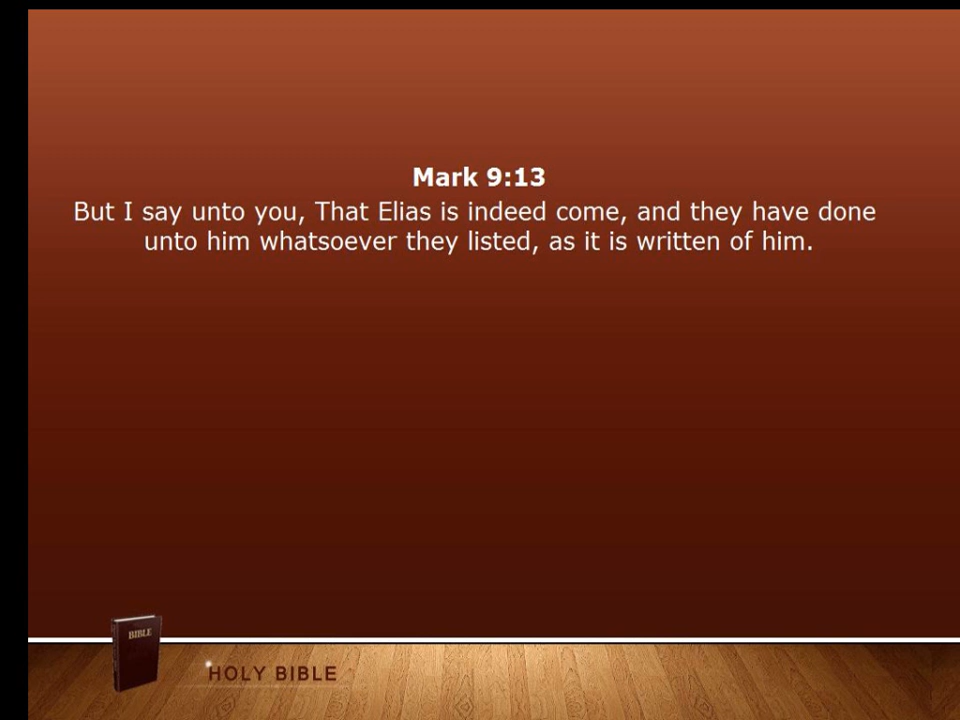 Mark 9:13
But I say unto you, That Elias is indeed come, and they have done
unto him whatsoever they listed, as it is written of him.
BIBLE
HOLY BIBLE